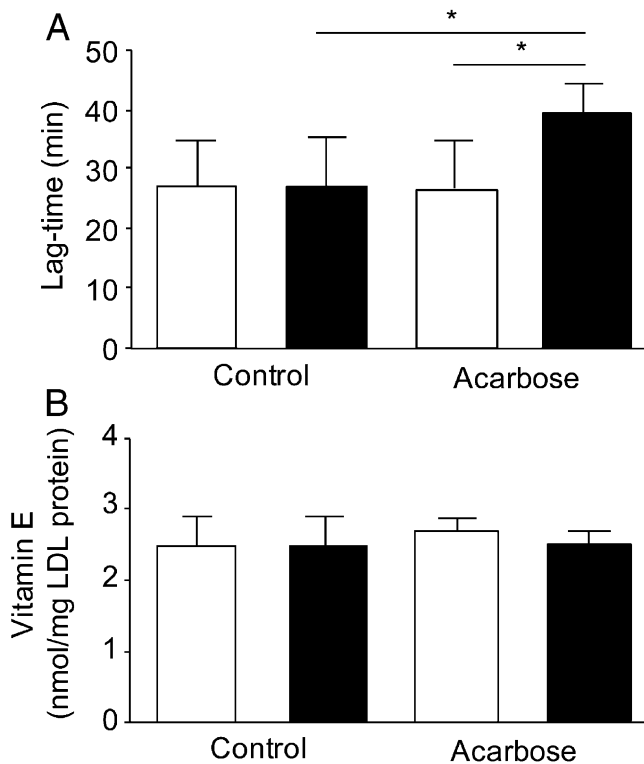 A
*
*
50
40
30
20
10
0
Lag-time (min)
Control
Acarbose
B
4
3
2
1
0
Vitamin E
(nmol/mg LDL protein)
Control
Acarbose